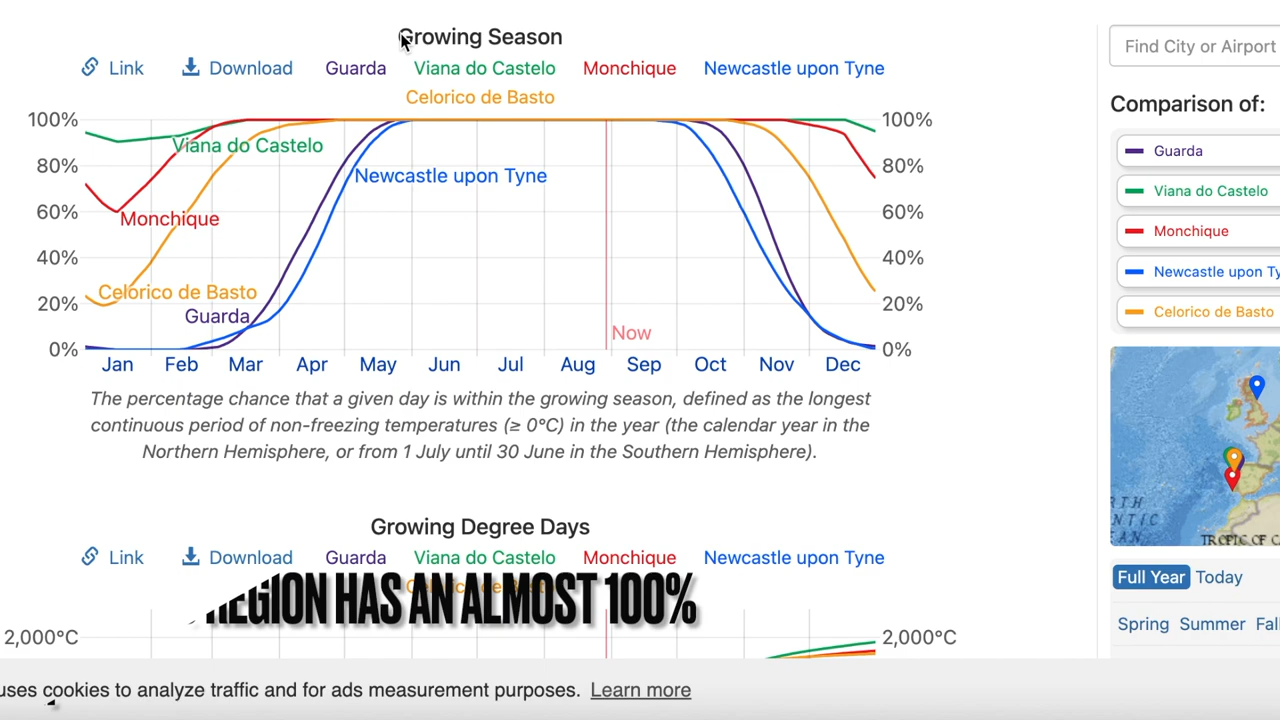 Growing Season
Link Download Guarda Viana do Castelo Monchique Newcastle upon Tyne
Celorico de Basto
100% 100%
Viana do Castelo
80% 80%
Newcastle upon Tyne
60% 60%
Monchique
40% 40%
Celorico de Basto
20% 20%
Guarda
Now
0% 0%
Jan Feb Mar Apr May Jun Jul Aug Sep Oct Nov Dec
The percentage chance that a given day is within the growing season, defined as the longest
continuous period of non-freezing temperatures (≥ 0°C) in the year (the calendar year in the
Northern Hemisphere, or from 1 July until 30 June in the Southern Hemisphere).
Growing Degree Days
Link Download Guarda Viana do Castelo Monchique Newcastle upon Tyne
REGION HAS AN ALMOST 100%
2,000°C 2,000°C
uses cookies to analyze traffic and for ads measurement purposes. Learn more
Find City or Airport
Comparison of:
Guarda
Viana do Castelo
Monchique
Newcastle upon Ty
Celorico de Basto
TROPIC OF C
Full Year Today
Spring Summer Fal